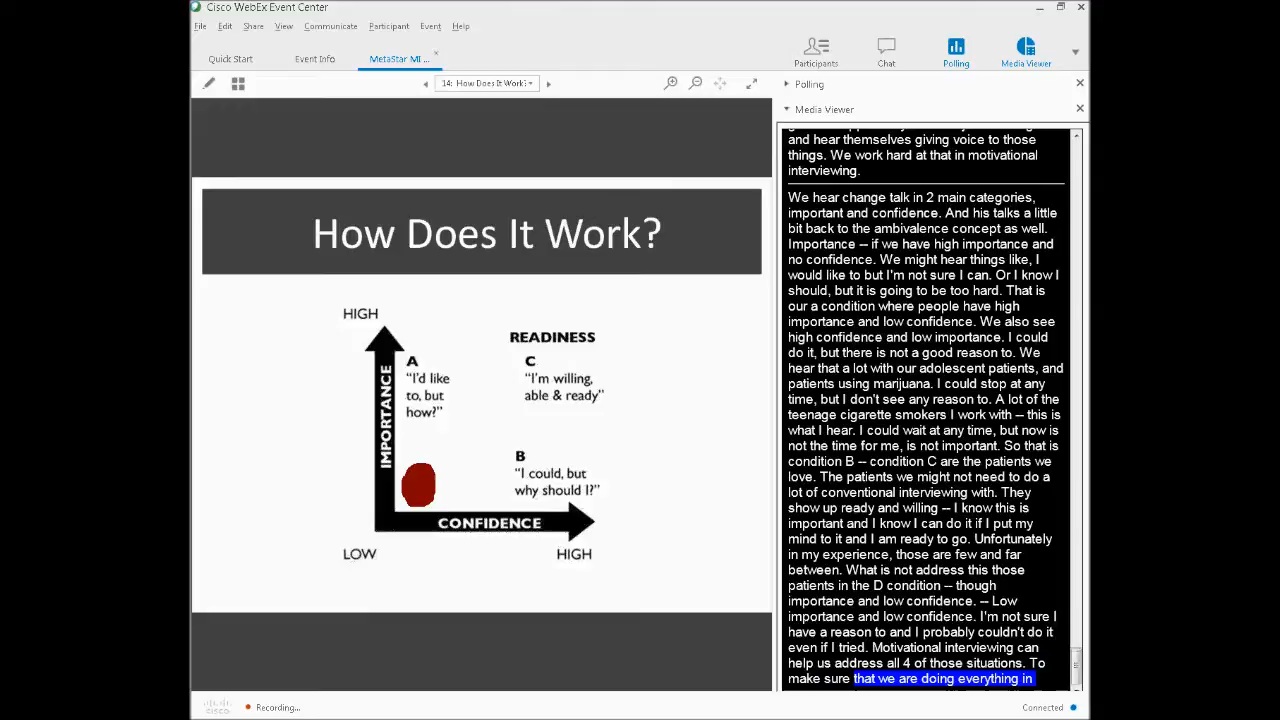 Cisco WebEx Event Center
File Edit Share View Communicate Participant Event Help
Quick Start Event Info MetaStar MI ...
Participants Chat Polling Media Viewer
14: How Does It Work?
Polling
Media Viewer
How Does It Work?
HIGH
READINESS
A
"I'd like
to, but
how?"
C
"I'm willing,
able & ready"
IMPORTANCE
B
"I could, but
why should I?"
CONFIDENCE
LOW
HIGH
and hear themselves giving voice to those
things. We work hard at that in motivational
interviewing.
We hear change talk in 2 main categories,
important and confidence. And his talks a little
bit back to the ambivalence concept as well.
Importance -- if we have high importance and
no confidence. We might hear things like, I
would like to but I'm not sure I can. Or I know I
should, but it is going to be too hard. That is
our a condition where people have high
importance and low confidence. We also see
high confidence and low importance. I could
do it, but there is not a good reason to. We
hear that a lot with our adolescent patients, and
patients using marijuana. I could stop at any
time, but I don't see any reason to. A lot of the
teenage cigarette smokers I work with -- this is
what I hear. I could wait at any time, but now is
not the time for me, is not important. So that is
condition B -- condition C are the patients we
love. The patients we might not need to do a
lot of conventional interviewing with. They
show up ready and willing -- I know this is
important and I know I can do it if I put my
mind to it and I am ready to go. Unfortunately
in my experience, those are few and far
between. What is not address this those
patients in the D condition -- though
importance and low confidence. -- Low
importance and low confidence. I'm not sure I
have a reason to and I probably couldn't do it
even if I tried. Motivational interviewing can
help us address all 4 of those situations. To
make sure that we are doing everything in
cisco
Recording...
Connected